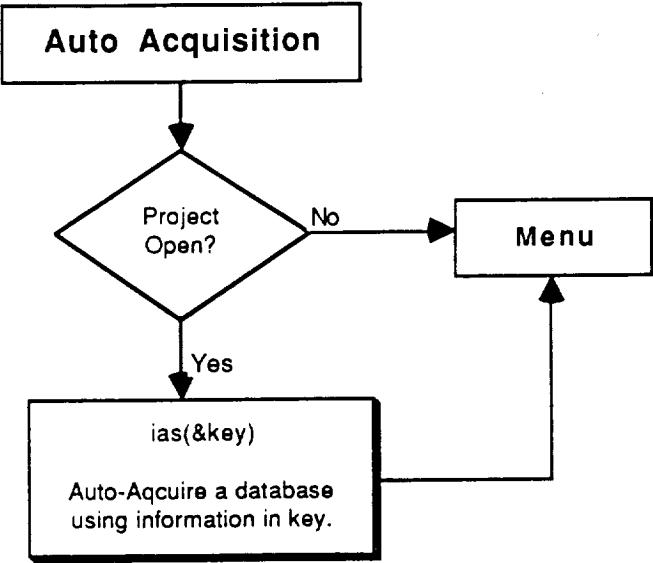 Auto Acquisition
Project
Open?
No
Menu
Yes
ias(&key)
Auto-Aqcuire a database
using information in key.